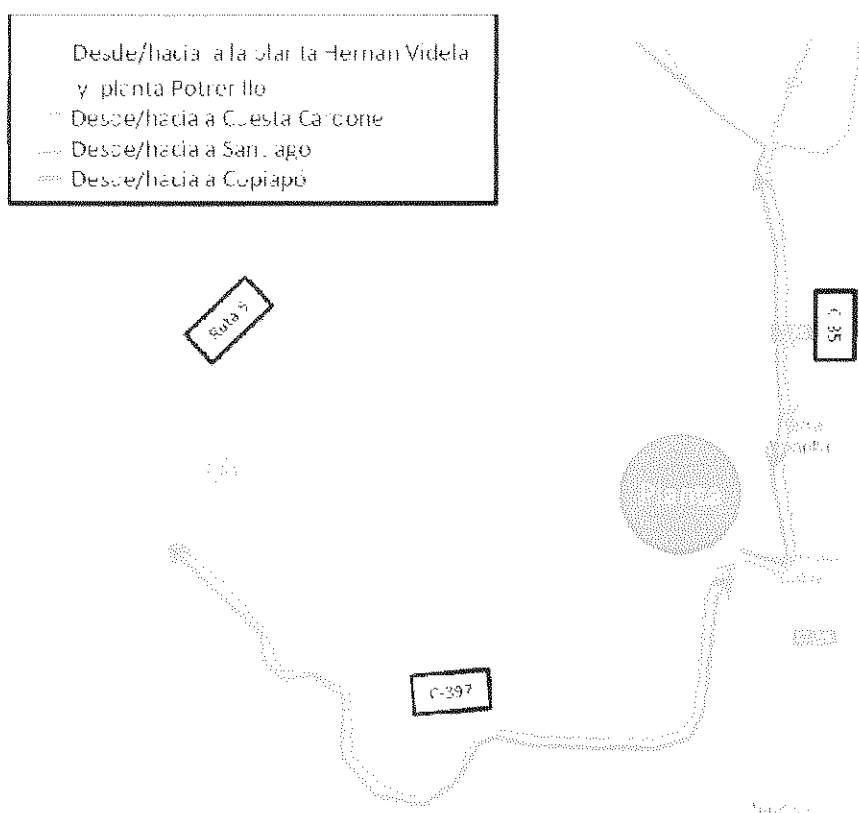 Desde/hacia a la planta Hernan Videla
y planta Potrerillo
Desde/hacia a Cuesta Cardone
Desde/hacia a Santiago
Desde/hacia a Copiapó
Ruta 5
C-35
Planta
C-397